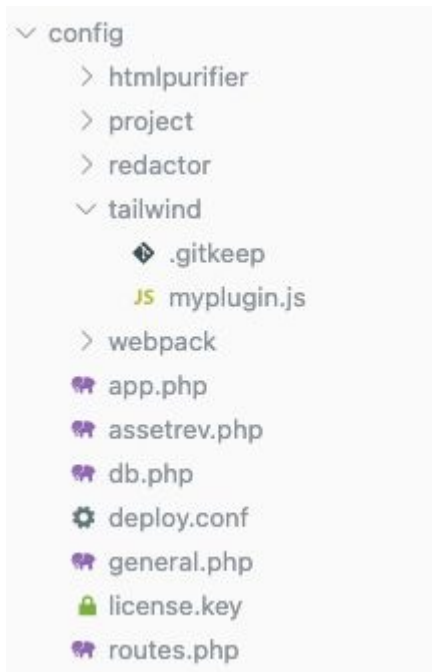 config
htmlpurifier
project
redactor
tailwind
.gitkeep
JS myplugin.js
webpack
app.php
assetrev.php
db.php
deploy.conf
general.php
license.key
routes.php